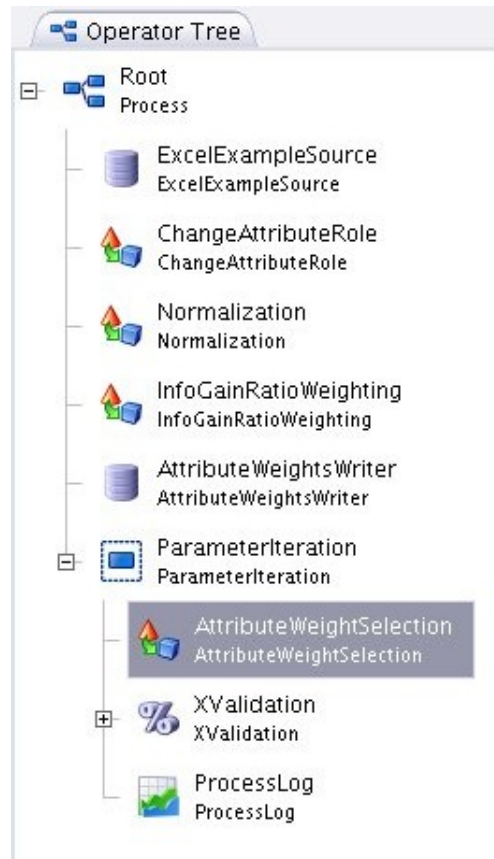 Operator Tree
Root
Process
ExcelExampleSource
ExcelExampleSource
ChangeAttributeRole
ChangeAttributeRole
Normalization
Normalization
InfoGainRatioWeighting
InfoGainRatioWeighting
AttributeWeightsWriter
AttributeWeightsWriter
ParameterIteration
ParameterIteration
AttributeWeightSelection
AttributeWeightSelection
XValidation
XValidation
ProcessLog
ProcessLog